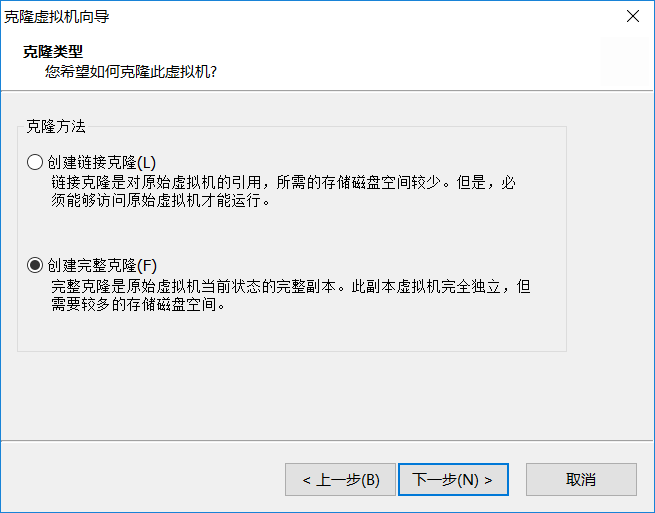 克隆虚拟机向导
克隆类型
您希望如何克隆此虚拟机?
克隆方法
创建链接克隆(L)
链接克隆是对原始虚拟机的引用，所需的存储磁盘空间较少。但是，必
须能够访问原始虚拟机才能运行。
创建完整克隆(F)
完整克隆是原始虚拟机当前状态的完整副本。此副本虚拟机完全独立，但
需要较多的存储磁盘空间。
< 上一步(B) 下一步(N) > 取消